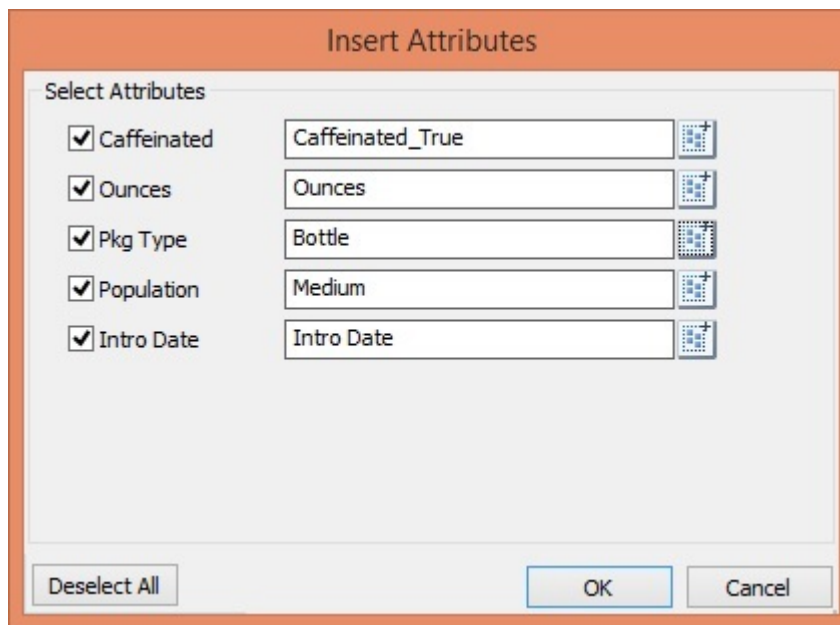 Insert Attributes
Select Attributes
Caffeinated Caffeinated_True
Ounces Ounces
Pkg Type Bottle
Population Medium
Intro Date Intro Date
Deselect All OK Cancel